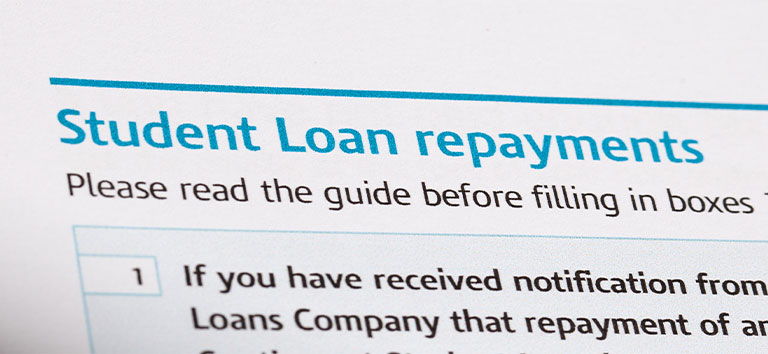 Student Loan repayments
Please read the guide before filling in boxes
1 If you have received notification from
Loans Company that repayment of